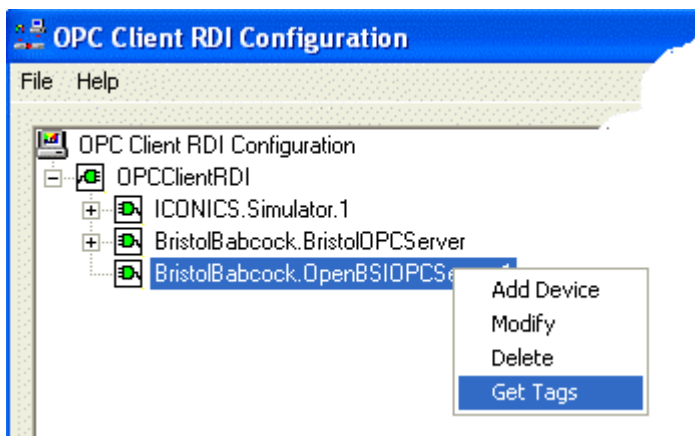 OPC Client RDI Configuration
File Help
OPC Client RDI Configuration
OPCClientRDI
ICONICS.Simulator.1
BristolBabcock.BristolOPCServer
BristolBabcock.OpenBSIOPCSe
Add Device
Modify
Delete
Get Tags